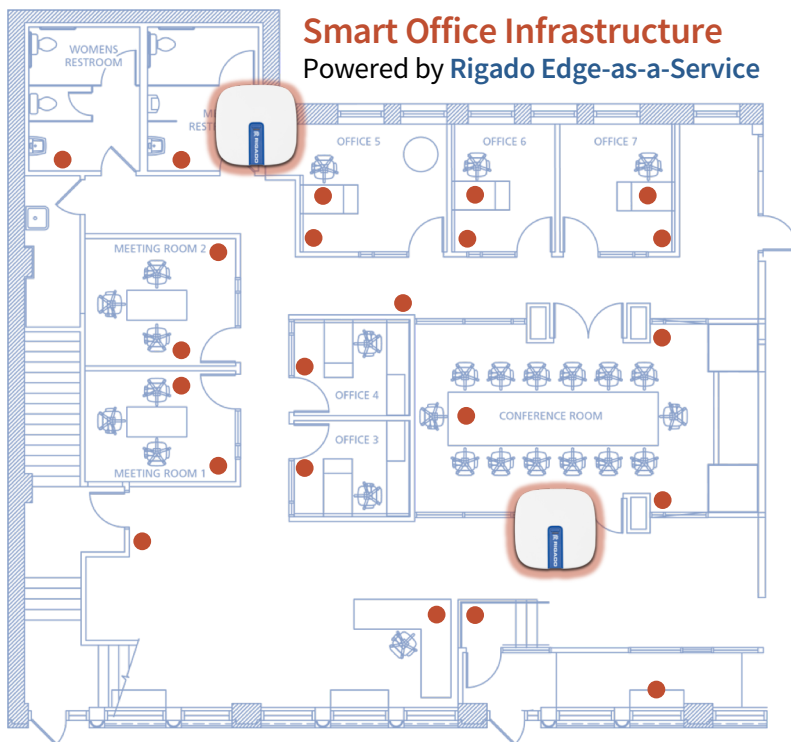 Smart Office Infrastructure
Powered by Rigado Edge-as-a-Service
WOMENS
RESTROOM
RIGADO
OFFICE 5
OFFICE 6
OFFICE 7
MEETING ROOM 2
OFFICE 4
CONFERENCE ROOM
OFFICE 3
MEETING ROOM 1
RIGADO